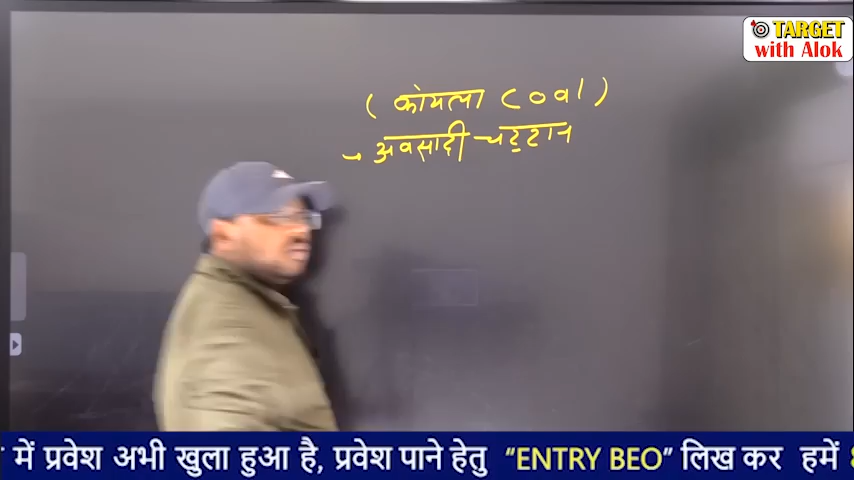 TARGET
with Alok
( कोयला Coal )
→ अवसादी चट्टान
में प्रवेश अभी खुला हुआ है, प्रवेश पाने हेतु “ENTRY BEO” लिख कर हमें